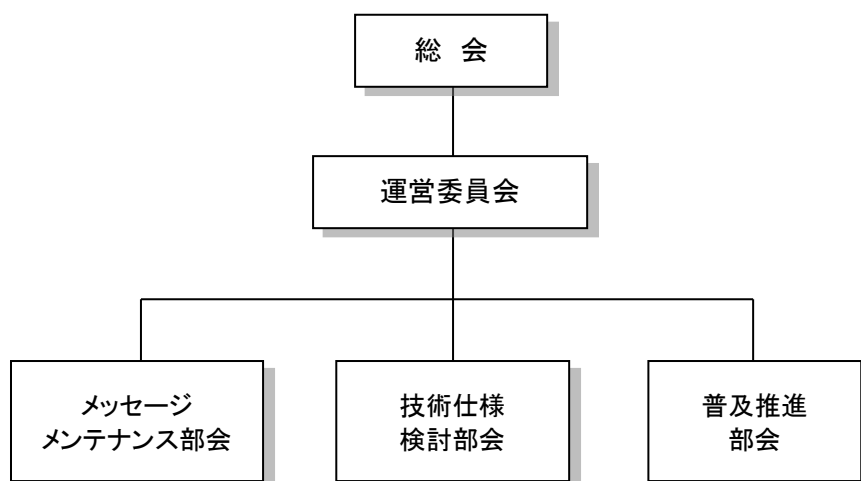 総 会
運営委員会
メッセージ
メンテナンス部会
技術仕様
検討部会
普及推進
部会